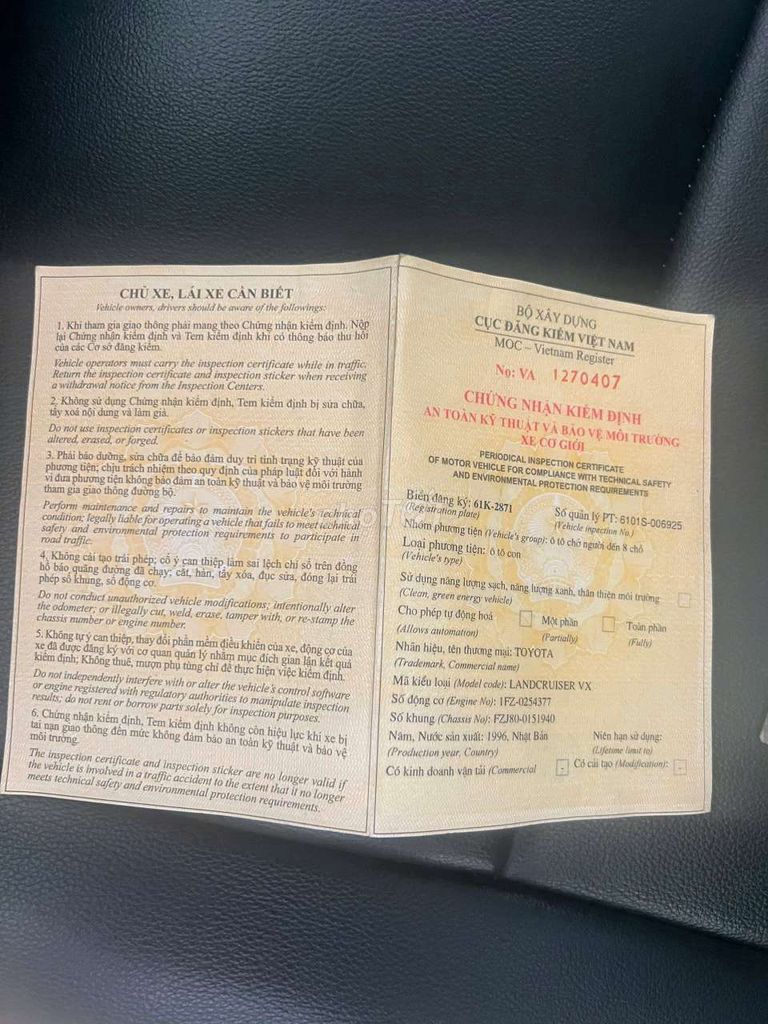 CHỦ XE, LÁI XE CẦN BIẾT
Vehicle owners, drivers should be aware of the followings:
1. Khi tham gia giao thông phải mang theo Chứng nhận kiểm định. Nộp
lại Chứng nhận kiểm định và Tem kiểm định khi có thông báo thu hồi
của các Cơ sở đăng kiểm.
Vehicle operators must carry the inspection certificate while in traffic.
Return the inspection certificate and inspection sticker when receiving
a withdrawal notice from the Inspection Centers.
2. Không sử dụng Chứng nhận kiểm định, Tem kiểm định bị sửa chữa,
tẩy xoá nội dung và làm giả.
Do not use inspection certificates or inspection stickers that have been
altered, erased, or forged.
3. Phải bảo dưỡng, sửa chữa để bảo đảm duy trì tình trạng kỹ thuật của
phương tiện; chịu trách nhiệm theo quy định của pháp luật đối với hành
vi đưa phương tiện không bảo đảm an toàn kỹ thuật và bảo vệ môi trường
tham gia giao thông đường bộ.
Perform maintenance and repairs to maintain the vehicle's technical
condition; legally liable for operating a vehicle that fails to meet technical
safety and environmental protection requirements to participate in
road traffic.
4. Không cải tạo trái phép; cố ý can thiệp làm sai lệch chỉ số trên đồng
hồ báo quãng đường đã chạy; cắt, hàn, tẩy xóa, đục sửa, đóng lại trái
phép số khung, số động cơ.
Do not conduct unauthorized vehicle modifications; intentionally alter
the odometer; or illegally cut, weld, erase, tamper with, or re-stamp the
chassis number or engine number.
5. Không tự ý can thiệp, thay đổi phần mềm điều khiển của xe, động cơ của
xe đã được đăng ký với cơ quan quản lý nhằm mục đích gian lận kết quả
kiểm định; Không thuê, mượn phụ tùng chỉ để thực hiện việc kiểm định.
Do not independently interfere with or alter the vehicle's control software
or engine registered with regulatory authorities to manipulate inspection
results; do not rent or borrow parts solely for inspection purposes.
6. Chứng nhận kiểm định, Tem kiểm định không còn hiệu lực khi xe bị
tai nạn giao thông đến mức không đảm bảo an toàn kỹ thuật và bảo vệ
môi trường.
The inspection certificate and inspection sticker are no longer valid if
the vehicle is involved in a traffic accident to the extent that it no longer
meets technical safety and environmental protection requirements.
BỘ XÂY DỰNG
CỤC ĐĂNG KIỂM VIỆT NAM
MOC – Vietnam Register
No: VA 1270407
CHỨNG NHẬN KIỂM ĐỊNH
AN TOÀN KỸ THUẬT VÀ BẢO VỆ MÔI TRƯỜNG
XE CƠ GIỚI
PERIODICAL INSPECTION CERTIFICATE
OF MOTOR VEHICLE FOR COMPLIANCE WITH TECHNICAL SAFETY
AND ENVIRONMENTAL PROTECTION REQUIREMENTS
Biển đăng ký: 61K-2871 Số quản lý PT: 6101S-006925
(Registration plate) (Vehicle inpection No.)
Nhóm phương tiện (Vehicle's group): ô tô chở người đến 8 chỗ
Loại phương tiện: ô tô con
(Vehicle's type)
Sử dụng năng lượng sạch, năng lượng xanh, thân thiện môi trường
(Clean, green energy vehicle)
Cho phép tự động hoá Một phần Toàn phần
(Allows automation) (Partially) (Fully)
Nhãn hiệu, tên thương mại: TOYOTA
(Trademark, Commercial name)
Mã kiểu loại (Model code): LANDCRUISER VX
Số động cơ (Engine No): 1FZ-0254377
Số khung (Chassis No): FZJ80-0151940
Năm, Nước sản xuất: 1996, Nhật Bản Niên hạn sử dụng:
(Production year, Country) (Lifetime limit to)
Có kinh doanh vận tải (Commercial - Có cải tạo (Modification): -